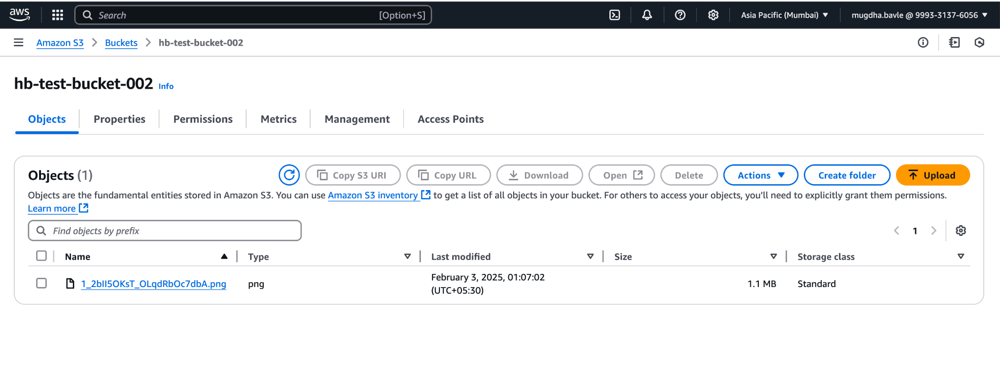 aws
Search [Option+S] Asia Pacific (Mumbai) mugdha.bavle @ 9993-3137-6056
Amazon S3 Buckets hb-test-bucket-002
hb-test-bucket-002 Info
Objects Properties Permissions Metrics Management Access Points
Objects (1) Copy S3 URI Copy URL Download Open Delete Actions Create folder Upload
Objects are the fundamental entities stored in Amazon S3. You can use Amazon S3 inventory to get a list of all objects in your bucket. For others to access your objects, you’ll need to explicitly grant them permissions.
Learn more
Find objects by prefix 1
Name Type Last modified Size Storage class
1_2bII5OKsT_OLqdRbOc7dbA.png png February 3, 2025, 01:07:02 1.1 MB Standard
(UTC+05:30)